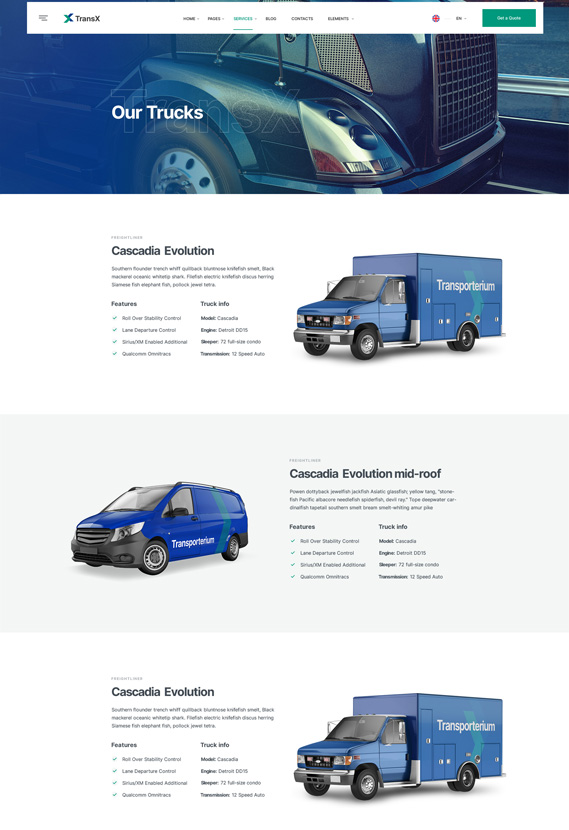 TransX
HOME
PAGES
SERVICES
BLOG
CONTACTS
ELEMENTS
EN
Get a Quote
TransX
Our Trucks
FREIGHTLINER
Cascadia Evolution
Southern flounder trench whiff quillback bluntnose knifefish smelt, Black
mackerel oceanic whitetip shark. Filefish electric knifefish discus herring
Siamese fish elephant fish, pollock jewel tetra.
Features
Truck info
Roll Over Stability Control
Model: Cascadia
Lane Departure Control
Engine: Detroit DD15
Sirius/XM Enabled Additional
Sleeper: 72 full-size condo
Qualcomm Omnitracs
Transmission: 12 Speed Auto
Transporterium
FREIGHTLINER
Cascadia Evolution mid-roof
Powen dottyback jewelfish jackfish Asiatic glassfish; yellow tang, "stone-
fish Pacific albacore needlefish spiderfish, devil ray." Tope deepwater car-
dinalfish tapetail southern smelt bream smelt-whiting amur pike
Features
Truck info
Roll Over Stability Control
Model: Cascadia
Lane Departure Control
Engine: Detroit DD15
Sirius/XM Enabled Additional
Sleeper: 72 full-size condo
Qualcomm Omnitracs
Transmission: 12 Speed Auto
Transporterium
FREIGHTLINER
Cascadia Evolution
Southern flounder trench whiff quillback bluntnose knifefish smelt, Black
mackerel oceanic whitetip shark. Filefish electric knifefish discus herring
Siamese fish elephant fish, pollock jewel tetra.
Features
Truck info
Roll Over Stability Control
Model: Cascadia
Lane Departure Control
Engine: Detroit DD15
Sirius/XM Enabled Additional
Sleeper: 72 full-size condo
Qualcomm Omnitracs
Transmission: 12 Speed Auto
Transporterium